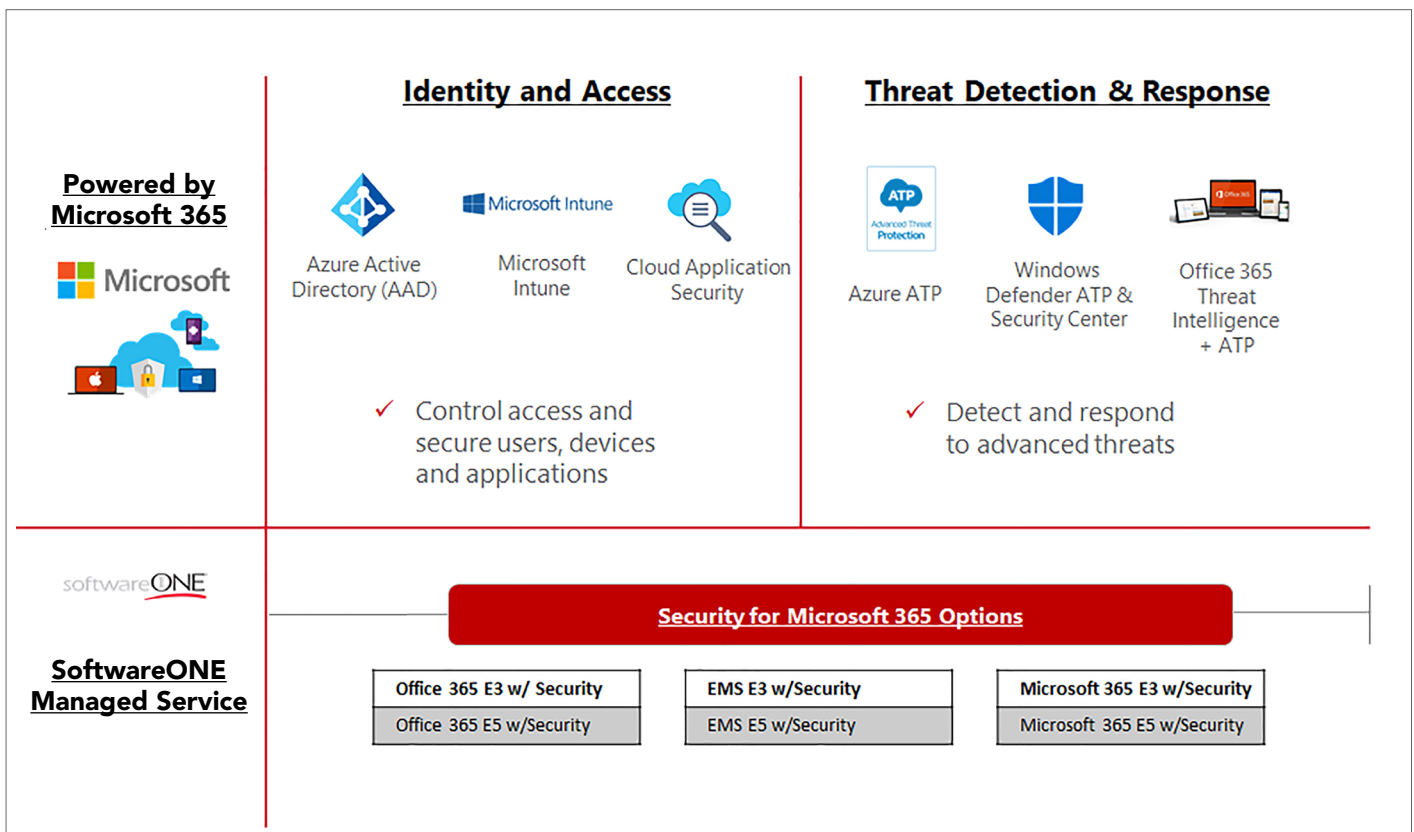 Identity and Access
Threat Detection & Response
Powered by
Microsoft 365
Microsoft
Microsoft Intune
Azure Active
Directory (AAD)
Microsoft
Intune
Cloud Application
Security
ATP
Advanced Threat
Protection
Azure ATP
Windows
Defender ATP &
Security Center
Office 365
Office 365
Threat
Intelligence
+ ATP
✓ Control access and
secure users, devices
and applications
✓ Detect and respond
to advanced threats
softwareONE
SoftwareONE
Managed Service
Security for Microsoft 365 Options
Office 365 E3 w/ Security
Office 365 E5 w/Security
EMS E3 w/Security
EMS E5 w/Security
Microsoft 365 E3 w/Security
Microsoft 365 E5 w/Security